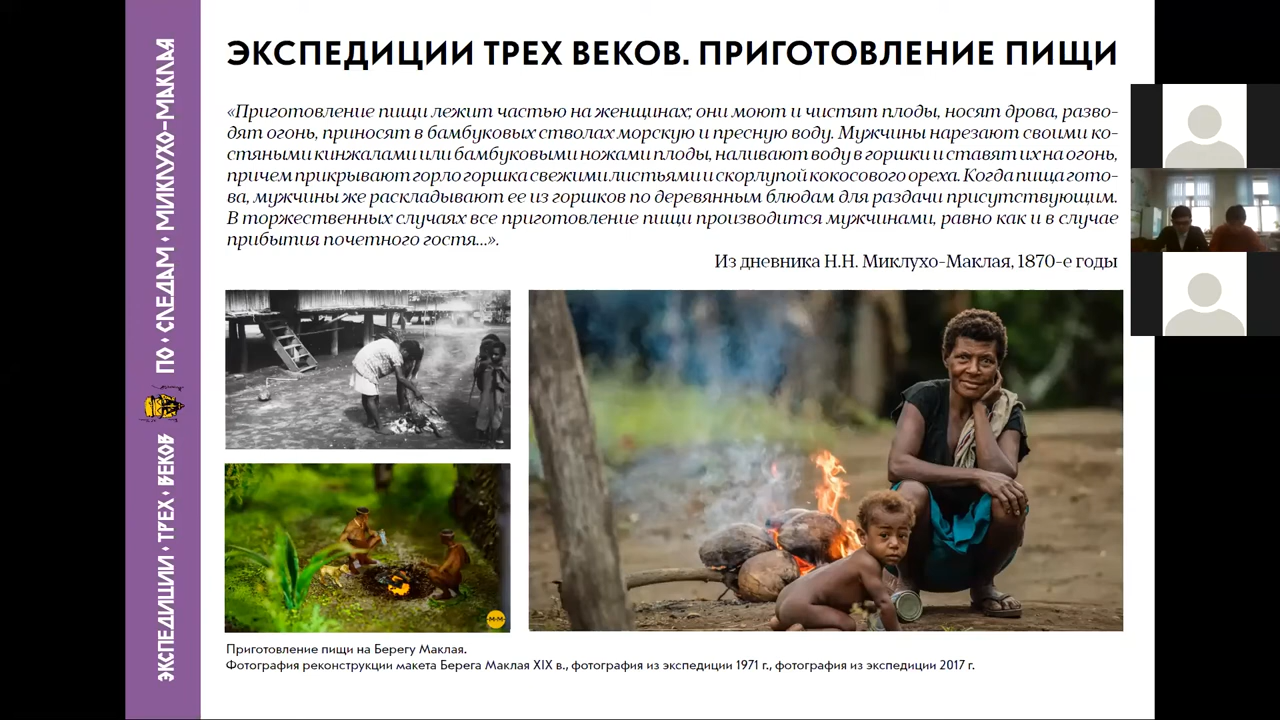 ЭКСПЕДИЦИИ ТРЕХ ВЕКОВ. ПРИГОТОВЛЕНИЕ ПИЩИ
«Приготовление пищи лежит частью на женщинах; они моют и чистят плоды, носят дрова, разво-
дят огонь, приносят в бамбуковых стволах морскую и пресную воду. Мужчины нарезают своими ко-
стяными кинжалами или бамбуковыми ножами плоды, наливают воду в горшки и ставят их на огонь,
причем прикрывают горло горшка свежими листьями и скорлупой кокосового ореха. Когда пища гото-
ва, мужчины же раскладывают ее из горшков по деревянным блюдам для раздачи присутствующим.
В торжественных случаях все приготовление пищи производится мужчинами, равно как и в случае
прибытия почетного гостя...».
Из дневника Н.Н. Миклухо-Маклая, 1870-е годы
ЭКСПЕДИЦИИ • ТРЕХ • ВЕКОВ
ПО • СЛЕДАМ • МИКЛУХО-МАКЛАЯ
М-М
Приготовление пищи на Берегу Маклая.
Фотография реконструкции макета Берега Маклая XIX в., фотография из экспедиции 1971 г., фотография из экспедиции 2017 г.